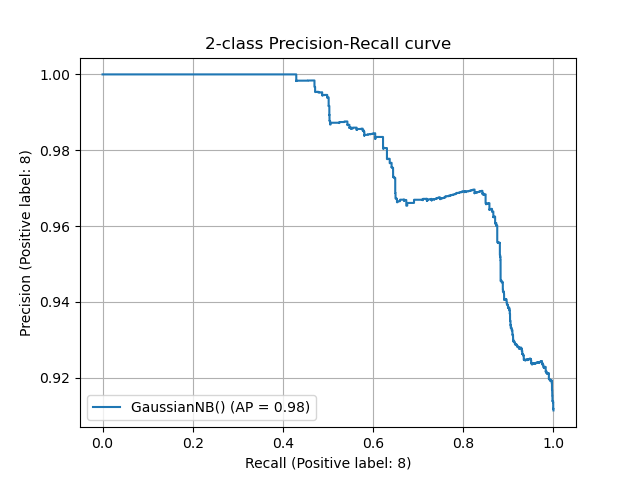 2-class Precision-Recall curve
1.00
0.98
0.96
0.94
0.92
Precision (Positive label: 8)
GaussianNB() (AP = 0.98)
0.0 0.2 0.4 0.6 0.8 1.0
Recall (Positive label: 8)